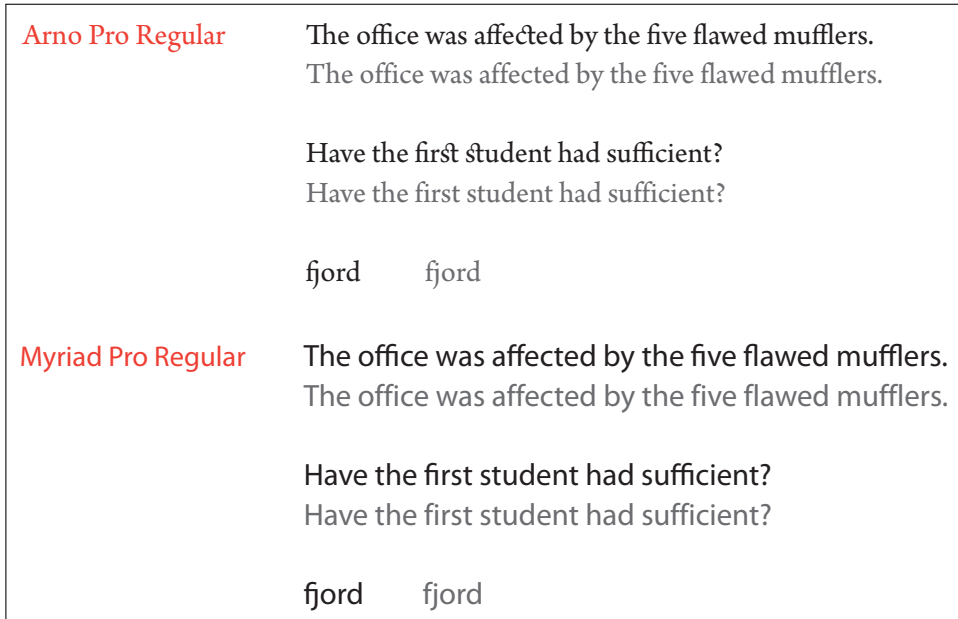 Arno Pro Regular The office was affected by the five flawed mufflers.
The office was affected by the five flawed mufflers.
Have the first student had sufficient?
Have the first student had sufficient?
fjord fjord
Myriad Pro Regular The office was affected by the five flawed mufflers.
The office was affected by the five flawed mufflers.
Have the first student had sufficient?
Have the first student had sufficient?
fjord fjord